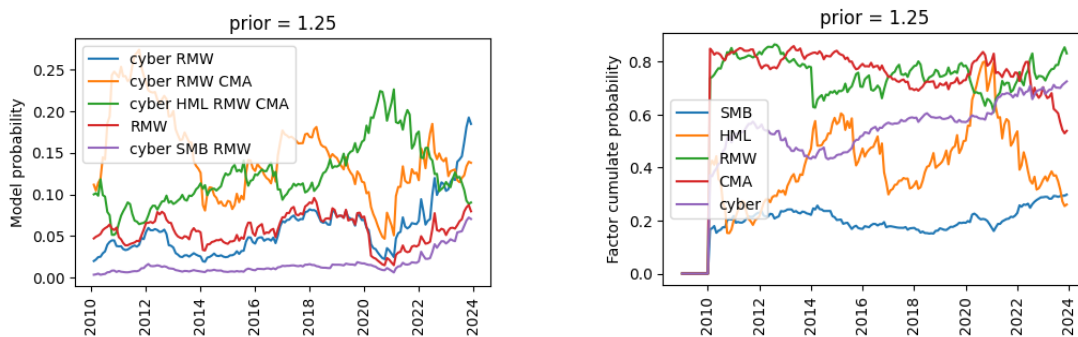 prior = 1.25
Model probability
0.25
0.20
0.15
0.10
0.05
0.00
cyber RMW
cyber RMW CMA
cyber HML RMW CMA
RMW
cyber SMB RMW
2010
2012
2014
2016
2018
2020
2022
2024
prior = 1.25
Factor cumulate probability
0.8
0.6
0.4
0.2
0.0
SMB
HML
RMW
CMA
cyber
2010
2012
2014
2016
2018
2020
2022
2024